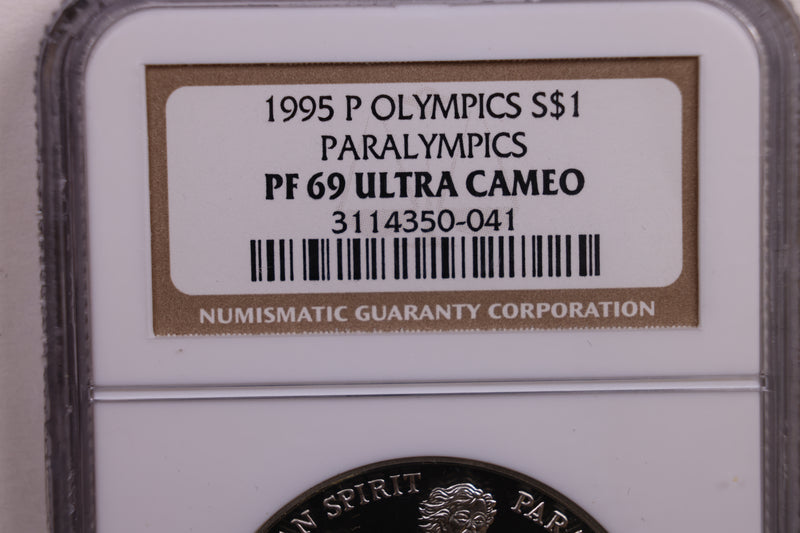 1995 P OLYMPICS S$1
PARALYMPICS
PF 69 ULTRA CAMEO
3114350-041
NUMISMATIC GUARANTY CORPORATION
SPIRIT